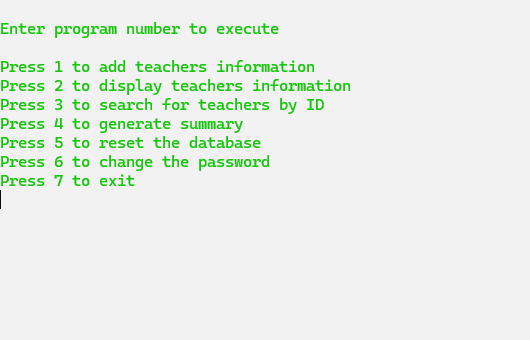 Enter program number to execute
Press 1 to add teachers information
Press 2 to display teachers information
Press 3 to search for teachers by ID
Press 4 to generate summary
Press 5 to reset the database
Press 6 to change the password
Press 7 to exit